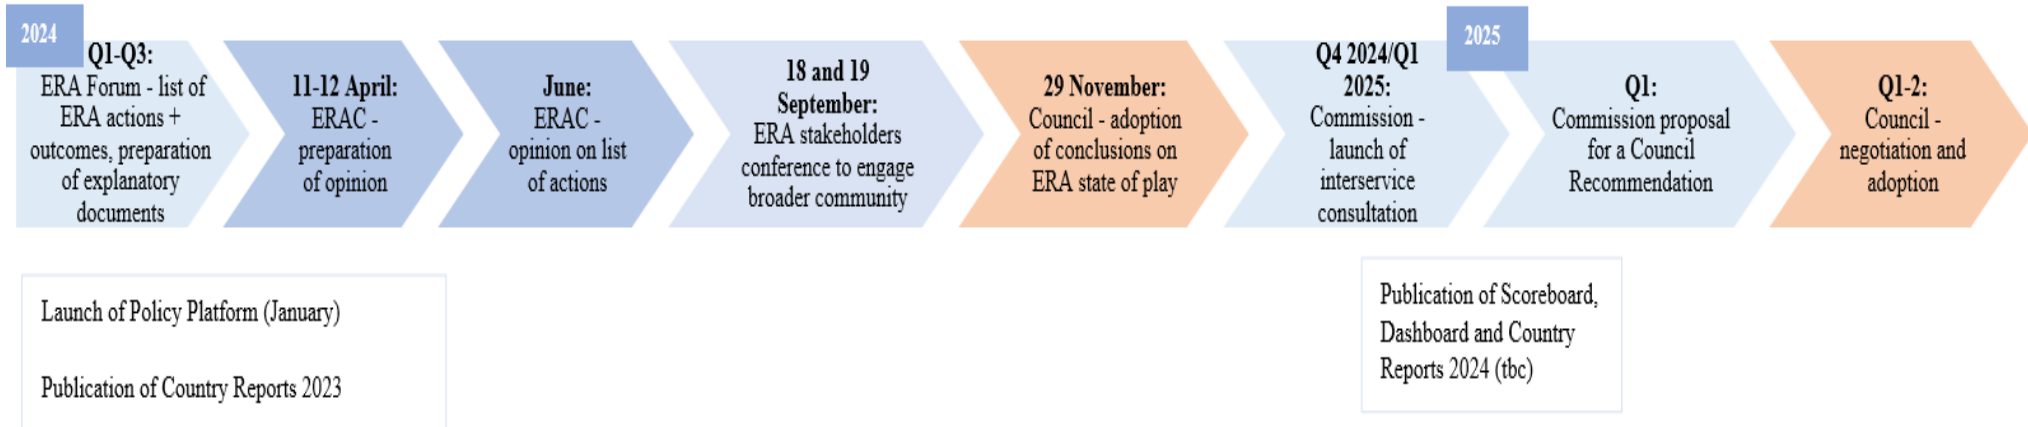 2024
Q1-Q3:
ERA Forum - list of
ERA actions +
outcomes, preparation
of explanatory
documents
11-12 April:
ERAC -
preparation
of opinion
June:
ERAC -
opinion on list
of actions
18 and 19
September:
ERA stakeholders
conference to engage
broader community
29 November:
Council - adoption
of conclusions on
ERA state of play
Q4 2024/Q1
2025:
Commission -
launch of
interservice
consultation
2025
Q1:
Commission proposal
for a Council
Recommendation
Q1-2:
Council -
negotiation and
adoption
Launch of Policy Platform (January)
Publication of Country Reports 2023
Publication of Scoreboard,
Dashboard and Country
Reports 2024 (tbc)